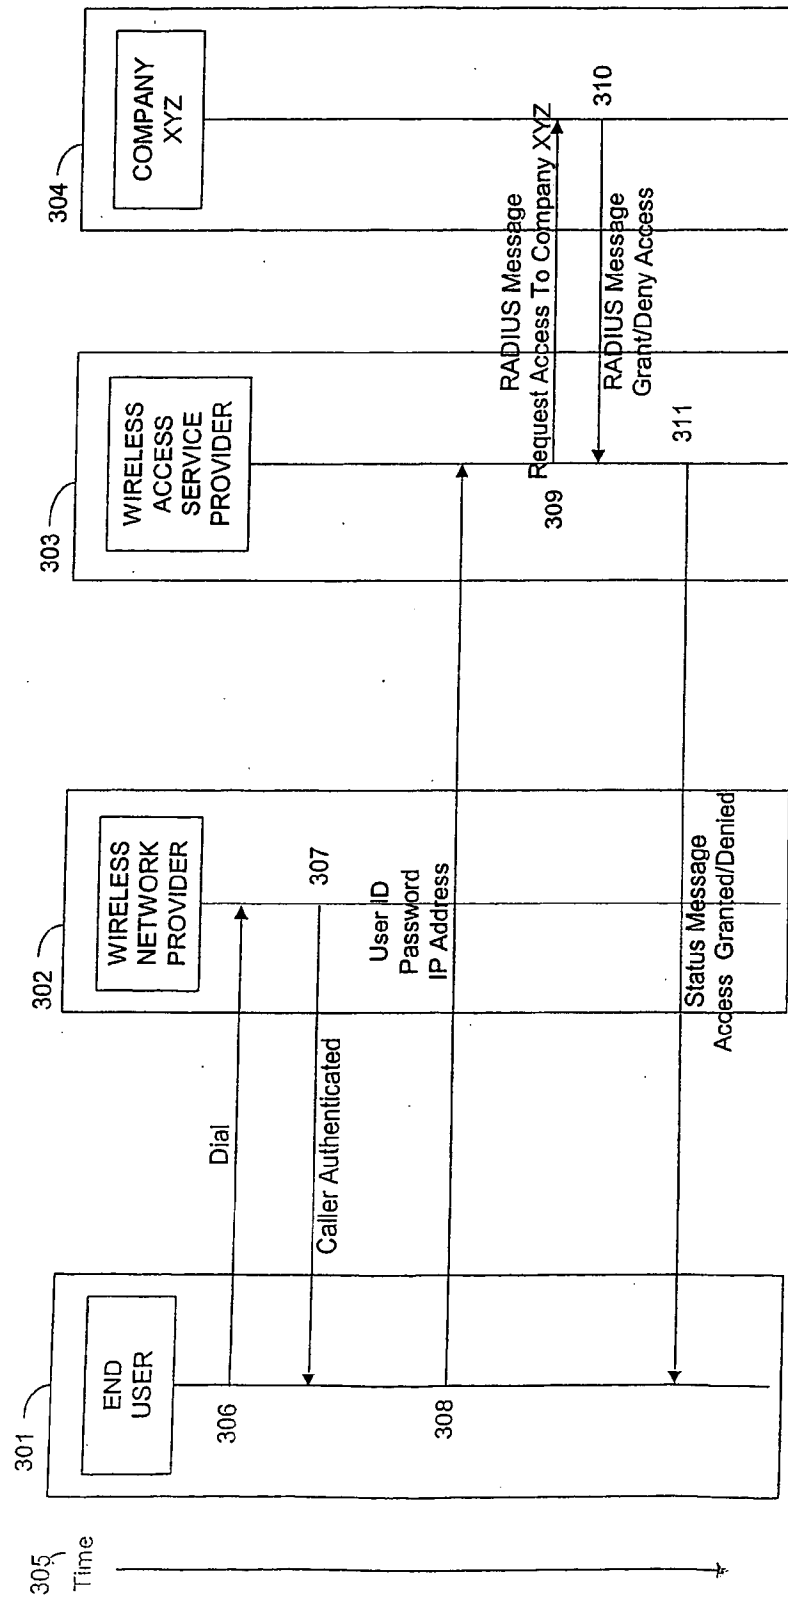 305
Time
301
END
USER
302
WIRELESS
NETWORK
PROVIDER
303
WIRELESS
ACCESS
SERVICE
PROVIDER
304
COMPANY
XYZ
306
Dial
307
Caller Authenticated
308
User ID
Password
IP Address
309
RADIUS Message
Request Access To Company XYZ
310
RADIUS Message
Grant/Deny Access
311
Status Message
Access Granted/Denied